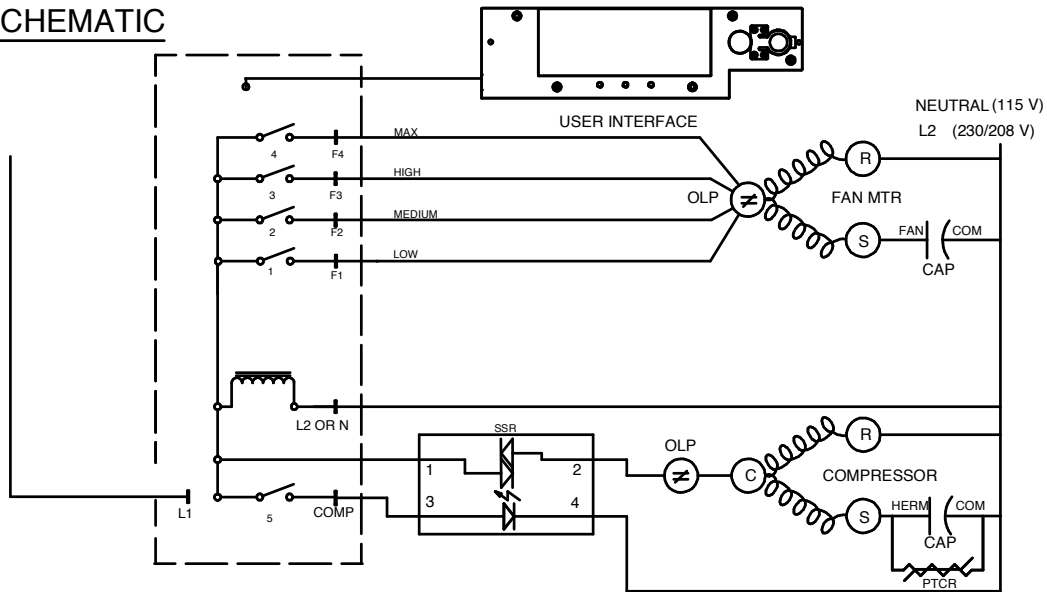 CHEMATIC
NEUTRAL (115 V)
L2 (230/208 V)
USER INTERFACE
MAX
4
F4
HIGH
3
F3
MEDIUM
2
F2
LOW
1
F1
OLP
R
FAN MTR
S
FAN
COM
CAP
L2 OR N
SSR
1
2
3
4
OLP
C
R
COMPRESSOR
S
HERM
COM
CAP
PTCR
L1
5
COMP